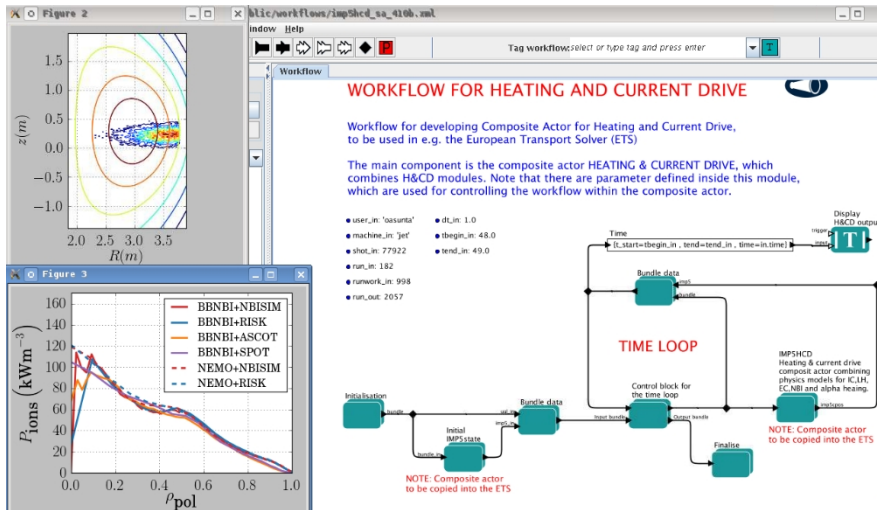 Figure 2
blic/workflows/imp5hcd_sa_410b.xml
indow Help
P
Tag workflow:
select or type tag and press enter
T
Workflow
z(m)
1.5
1.0
0.5
0.0
−0.5
−1.0
2.0 2.5 3.0 3.5
R(m)
WORKFLOW FOR HEATING AND CURRENT DRIVE
Workflow for developing Composite Actor for Heating and Current Drive,
to be used in e.g. the European Transport Solver (ETS)
The main component is the composite actor HEATING & CURRENT DRIVE, which
combines H&CD modules. Note that there are parameter defined inside this module,
which are used for controlling the workflow within the composite actor.
user_in: 'oasunta'
machine_in: 'jet'
shot_in: 77922
run_in: 182
runwork_in: 998
run_out: 2057
dt_in: 1.0
tbegin_in: 48.0
tend_in: 49.0
Time
{t_start=tbegin_in , tend=tend_in , time=in.time}
Display
H&CD output
trigger
input
T
Bundle data
imp5
bundle
TIME LOOP
Figure 3
P_ions (kWm^−3)
160
140
120
100
80
60
40
20
0
0.0 0.2 0.4 0.6 0.8 1.0
ρ_pol
BBNBI+NBISIM
BBNBI+RISK
BBNBI+ASCOT
BBNBI+SPOT
NEMO+NBISIM
NEMO+RISK
Initialisation
bundle
bundle_in
Initial
IMP5state
NOTE: Composite actor
to be copied into the ETS
Bundle data
imp5_in
Control block for
the time loop
Input bundle
Output bundle
Finalise
IMP5HCD
Heating & current drive
composit actor combining
physics models for IC,LH,
EC,NBI and alpha heaing.
NOTE: Composite actor
to be copied into the ETS